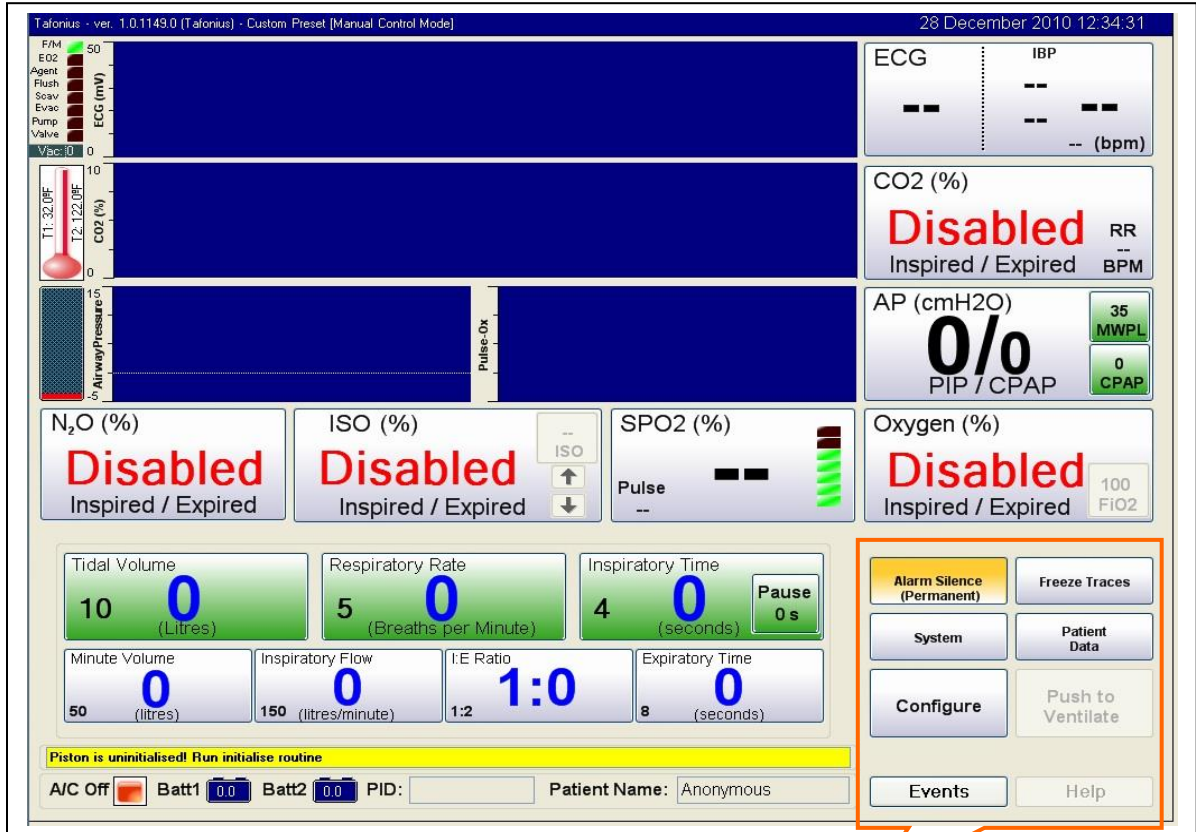 Tafonius - ver. 1.0.1149.0 (Tafonius) - Custom Preset [Manual Control Mode]
28 December 2010 12:34:31
F/M
EO2
Agent
Flush
Scav
Evac
Pump
Valve
Vac: 0
50
ECG (mV)
0
ECG
--
IBP
--
--
--
-- (bpm)
T1: 32.0ºF
T2: 122.0ºF
10
CO2 (%)
0
CO2 (%)
Disabled
Inspired / Expired
RR
--
BPM
15
AirwayPressure
-5
Pulse-Ox
AP (cmH2O)
0/0
PIP / CPAP
35
MWPL
0
CPAP
N₂O (%)
Disabled
Inspired / Expired
ISO (%)
Disabled
Inspired / Expired
--
ISO
SPO2 (%)
--
Pulse
--
Oxygen (%)
Disabled
Inspired / Expired
100
FiO2
Tidal Volume
10 0
(Litres)
Respiratory Rate
5 0
(Breaths per Minute)
Inspiratory Time
4 0
(seconds)
Pause
0 s
Minute Volume
0
50 (litres)
Inspiratory Flow
0
150 (litres/minute)
I:E Ratio
1:0
1:2
Expiratory Time
0
8 (seconds)
Alarm Silence
(Permanent)
Freeze Traces
System
Patient
Data
Configure
Push to
Ventilate
Piston is uninitialised! Run initialise routine
A/C Off Batt1 0.0 Batt2 0.0 PID: Patient Name: Anonymous
Events
Help